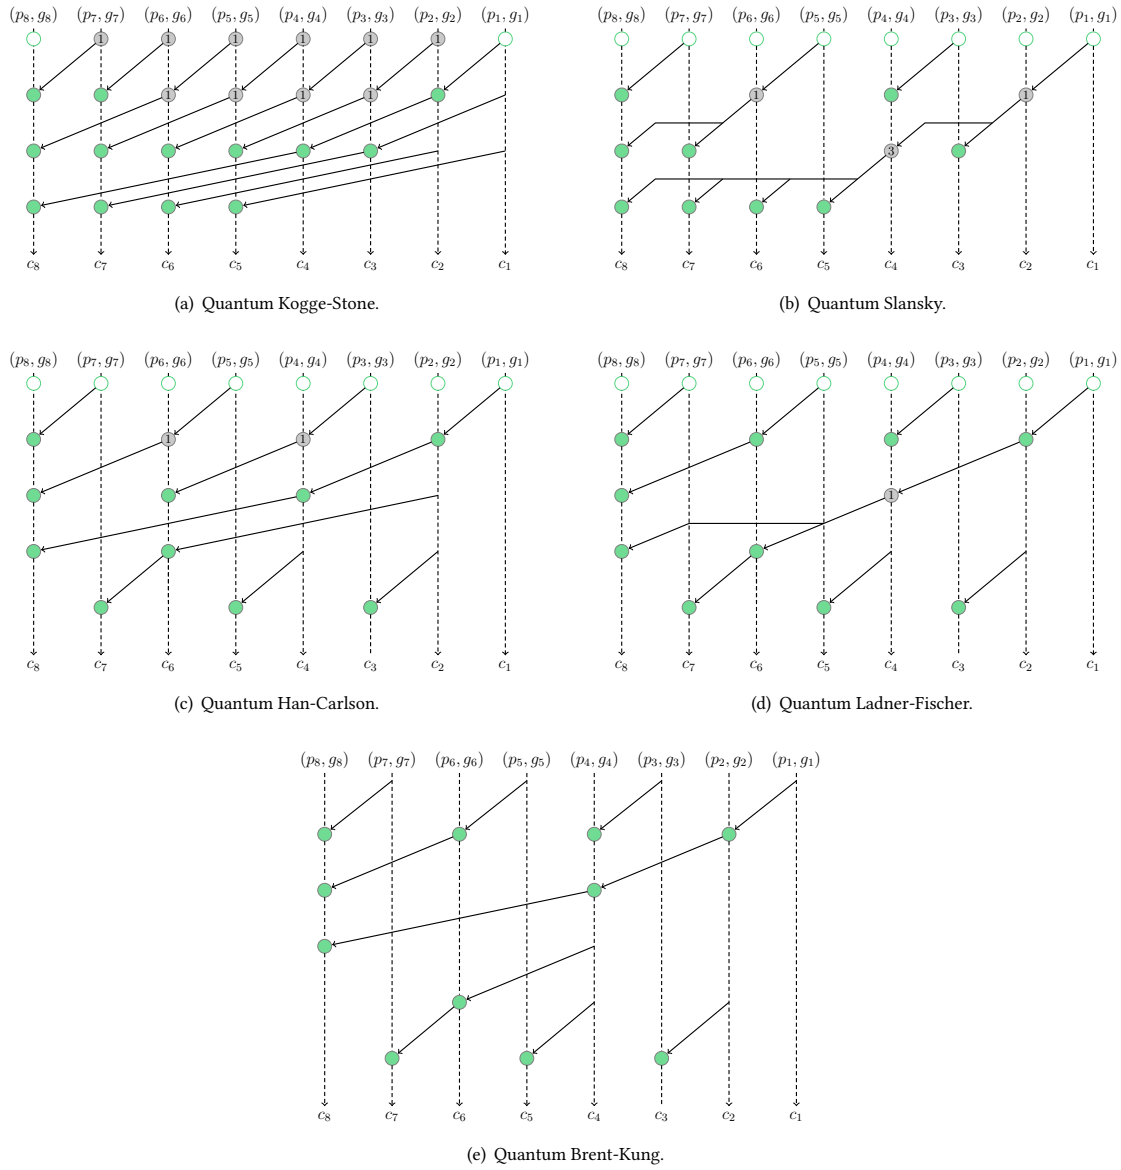 (p₈, g₈) (p₇, g₇) (p₆, g₆) (p₅, g₅) (p₄, g₄) (p₃, g₃) (p₂, g₂) (p₁, g₁)
1 1 1 1 1 1
1 1 1 1
c₈ c₇ c₆ c₅ c₄ c₃ c₂ c₁
(a) Quantum Kogge-Stone.
(p₈, g₈) (p₇, g₇) (p₆, g₆) (p₅, g₅) (p₄, g₄) (p₃, g₃) (p₂, g₂) (p₁, g₁)
1 1
3
c₈ c₇ c₆ c₅ c₄ c₃ c₂ c₁
(b) Quantum Slansky.
(p₈, g₈) (p₇, g₇) (p₆, g₆) (p₅, g₅) (p₄, g₄) (p₃, g₃) (p₂, g₂) (p₁, g₁)
1 1
c₈ c₇ c₆ c₅ c₄ c₃ c₂ c₁
(c) Quantum Han-Carlson.
(p₈, g₈) (p₇, g₇) (p₆, g₆) (p₅, g₅) (p₄, g₄) (p₃, g₃) (p₂, g₂) (p₁, g₁)
1
c₈ c₇ c₆ c₅ c₄ c₃ c₂ c₁
(d) Quantum Ladner-Fischer.
(p₈, g₈) (p₇, g₇) (p₆, g₆) (p₅, g₅) (p₄, g₄) (p₃, g₃) (p₂, g₂) (p₁, g₁)
c₈ c₇ c₆ c₅ c₄ c₃ c₂ c₁
(e) Quantum Brent-Kung.